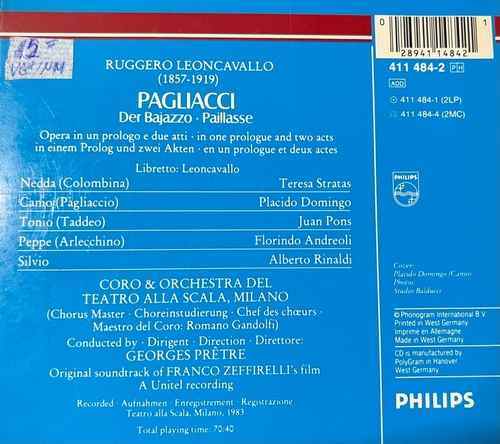 15-
VG+/NM
RUGGERO LEONCAVALLO
(1857-1919)
PAGLIACCI
Der Bajazzo · Paillasse
Opera in un prologo e due atti · in one prologue and two acts
in einem Prolog und zwei Akten · en un prologue et deux actes
Libretto: Leoncavallo
Nedda (Colombina) Teresa Stratas
Canio (Pagliaccio) Placido Domingo
Tonio (Taddeo) Juan Pons
Peppe (Arlecchino) Florindo Andreoli
Silvio Alberto Rinaldi
CORO & ORCHESTRA DEL
TEATRO ALLA SCALA, MILANO
(Chorus Master · Choreinstudierung · Chef des chœurs ·
Maestro del Coro: Romano Gandolfi)
Conducted by · Dirigent · Direction · Direttore:
GEORGES PRÊTRE
Original soundtrack of FRANCO ZEFFIRELLI's film
A Unitel recording
Recorded · Aufnahmen · Enregistrement · Registrazione
Teatro alla Scala, Milano, 1983
Total playing time: 70:40
0 28941 14842 1
411 484-2 PH
ADD
411 484-1 (2LP)
411 484-4 (2MC)
PHILIPS
Cover:
Placido Domingo (Canio)
Photo:
Studio Balducci
℗ Phonogram International B.V.
Printed in West Germany
Imprimé en Allemagne
Made in West Germany
CD is manufactured by
PolyGram in Hanover
West Germany
PHILIPS